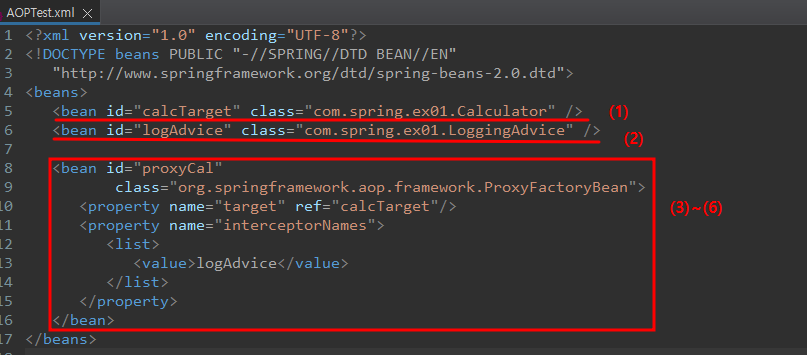 AOPTest.xml
1 <?xml version="1.0" encoding="UTF-8"?>
2 <!DOCTYPE beans PUBLIC "-//SPRING//DTD BEAN//EN"
3 "http://www.springframework.org/dtd/spring-beans-2.0.dtd">
4 <beans>
5 <bean id="calcTarget" class="com.spring.ex01.Calculator" /> (1)
6 <bean id="logAdvice" class="com.spring.ex01.LoggingAdvice" /> (2)
7
8 <bean id="proxyCal"
9 class="org.springframework.aop.framework.ProxyFactoryBean">
10 <property name="target" ref="calcTarget"/> (3)~(6)
11 <property name="interceptorNames">
12 <list>
13 <value>logAdvice</value>
14 </list>
15 </property>
16 </bean>
17 </beans>